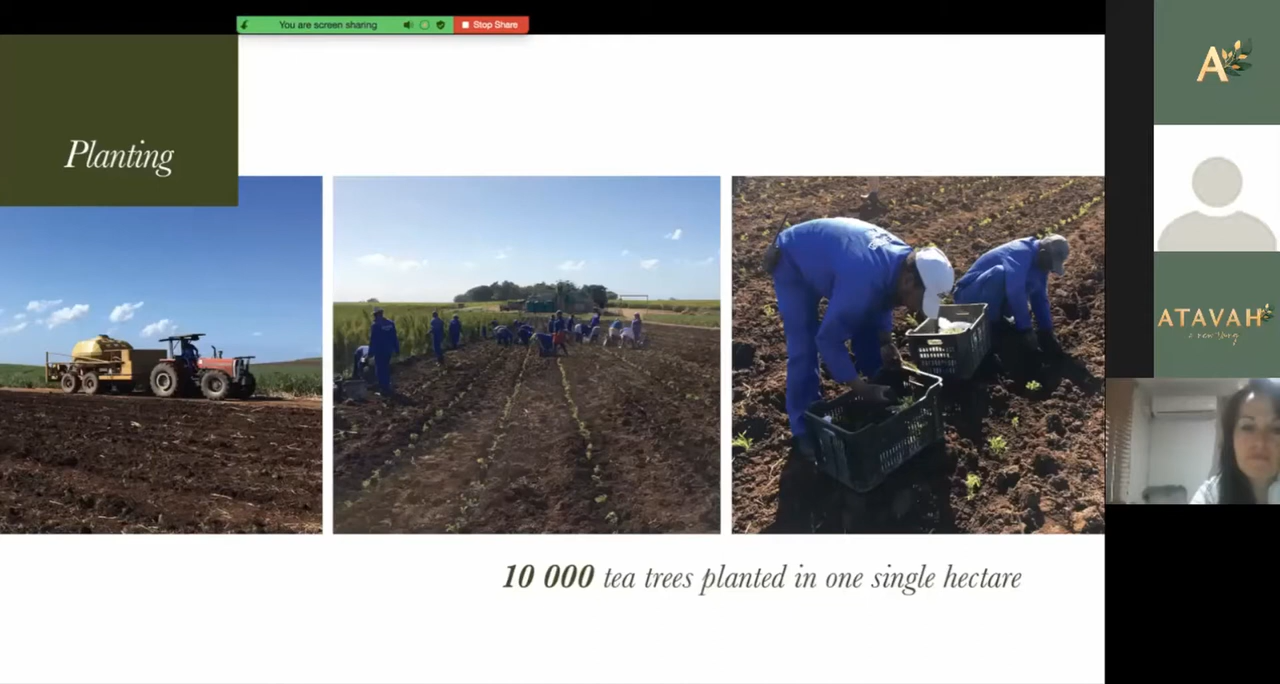 You are screen sharing
Stop Share
Planting
10 000 tea trees planted in one single hectare
A
ATAVAH